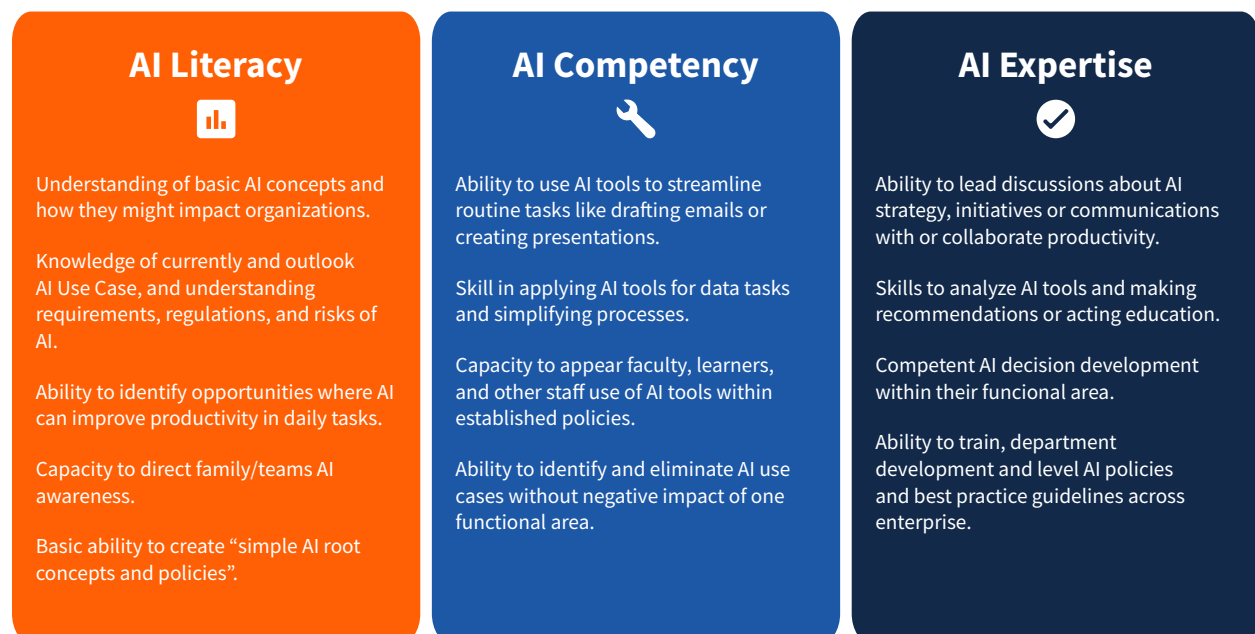 AI Literacy
Understanding of basic AI concepts and
how they might impact organizations.
Knowledge of currently and outlook
AI Use Case, and understanding
requirements, regulations, and risks of
AI.
Ability to identify opportunities where AI
can improve productivity in daily tasks.
Capacity to direct family/teams AI
awareness.
Basic ability to create “simple AI root
concepts and policies”.
AI Competency
Ability to use AI tools to streamline
routine tasks like drafting emails or
creating presentations.
Skill in applying AI tools for data tasks
and simplifying processes.
Capacity to appear faculty, learners,
and other staff use of AI tools within
established policies.
Ability to identify and eliminate AI use
cases without negative impact of one
functional area.
AI Expertise
Ability to lead discussions about AI
strategy, initiatives or communications
with or collaborate productivity.
Skills to analyze AI tools and making
recommendations or acting education.
Competent AI decision development
within their funcional area.
Ability to train, department
development and level AI policies
and best practice guidelines across
enterprise.